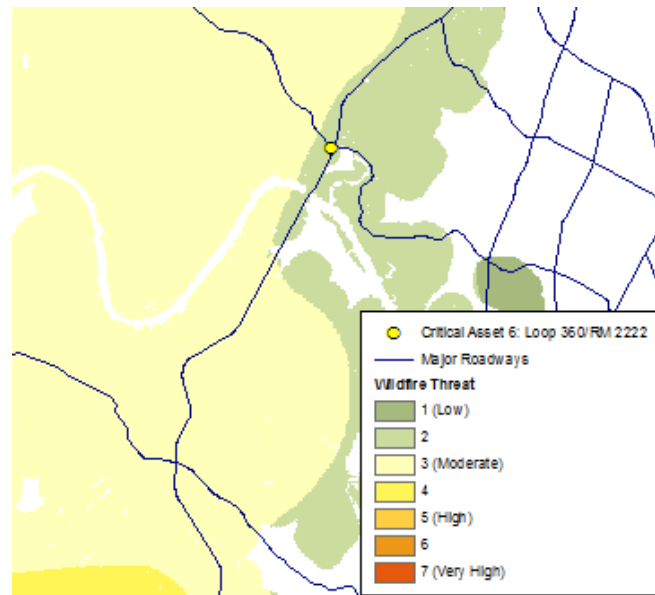 Critical Asset 6: Loop 360/RM 2222
Major Roadways
Wildfire Threat
1 (Low)
2
3 (Moderate)
4
5 (High)
6
7 (Very High)